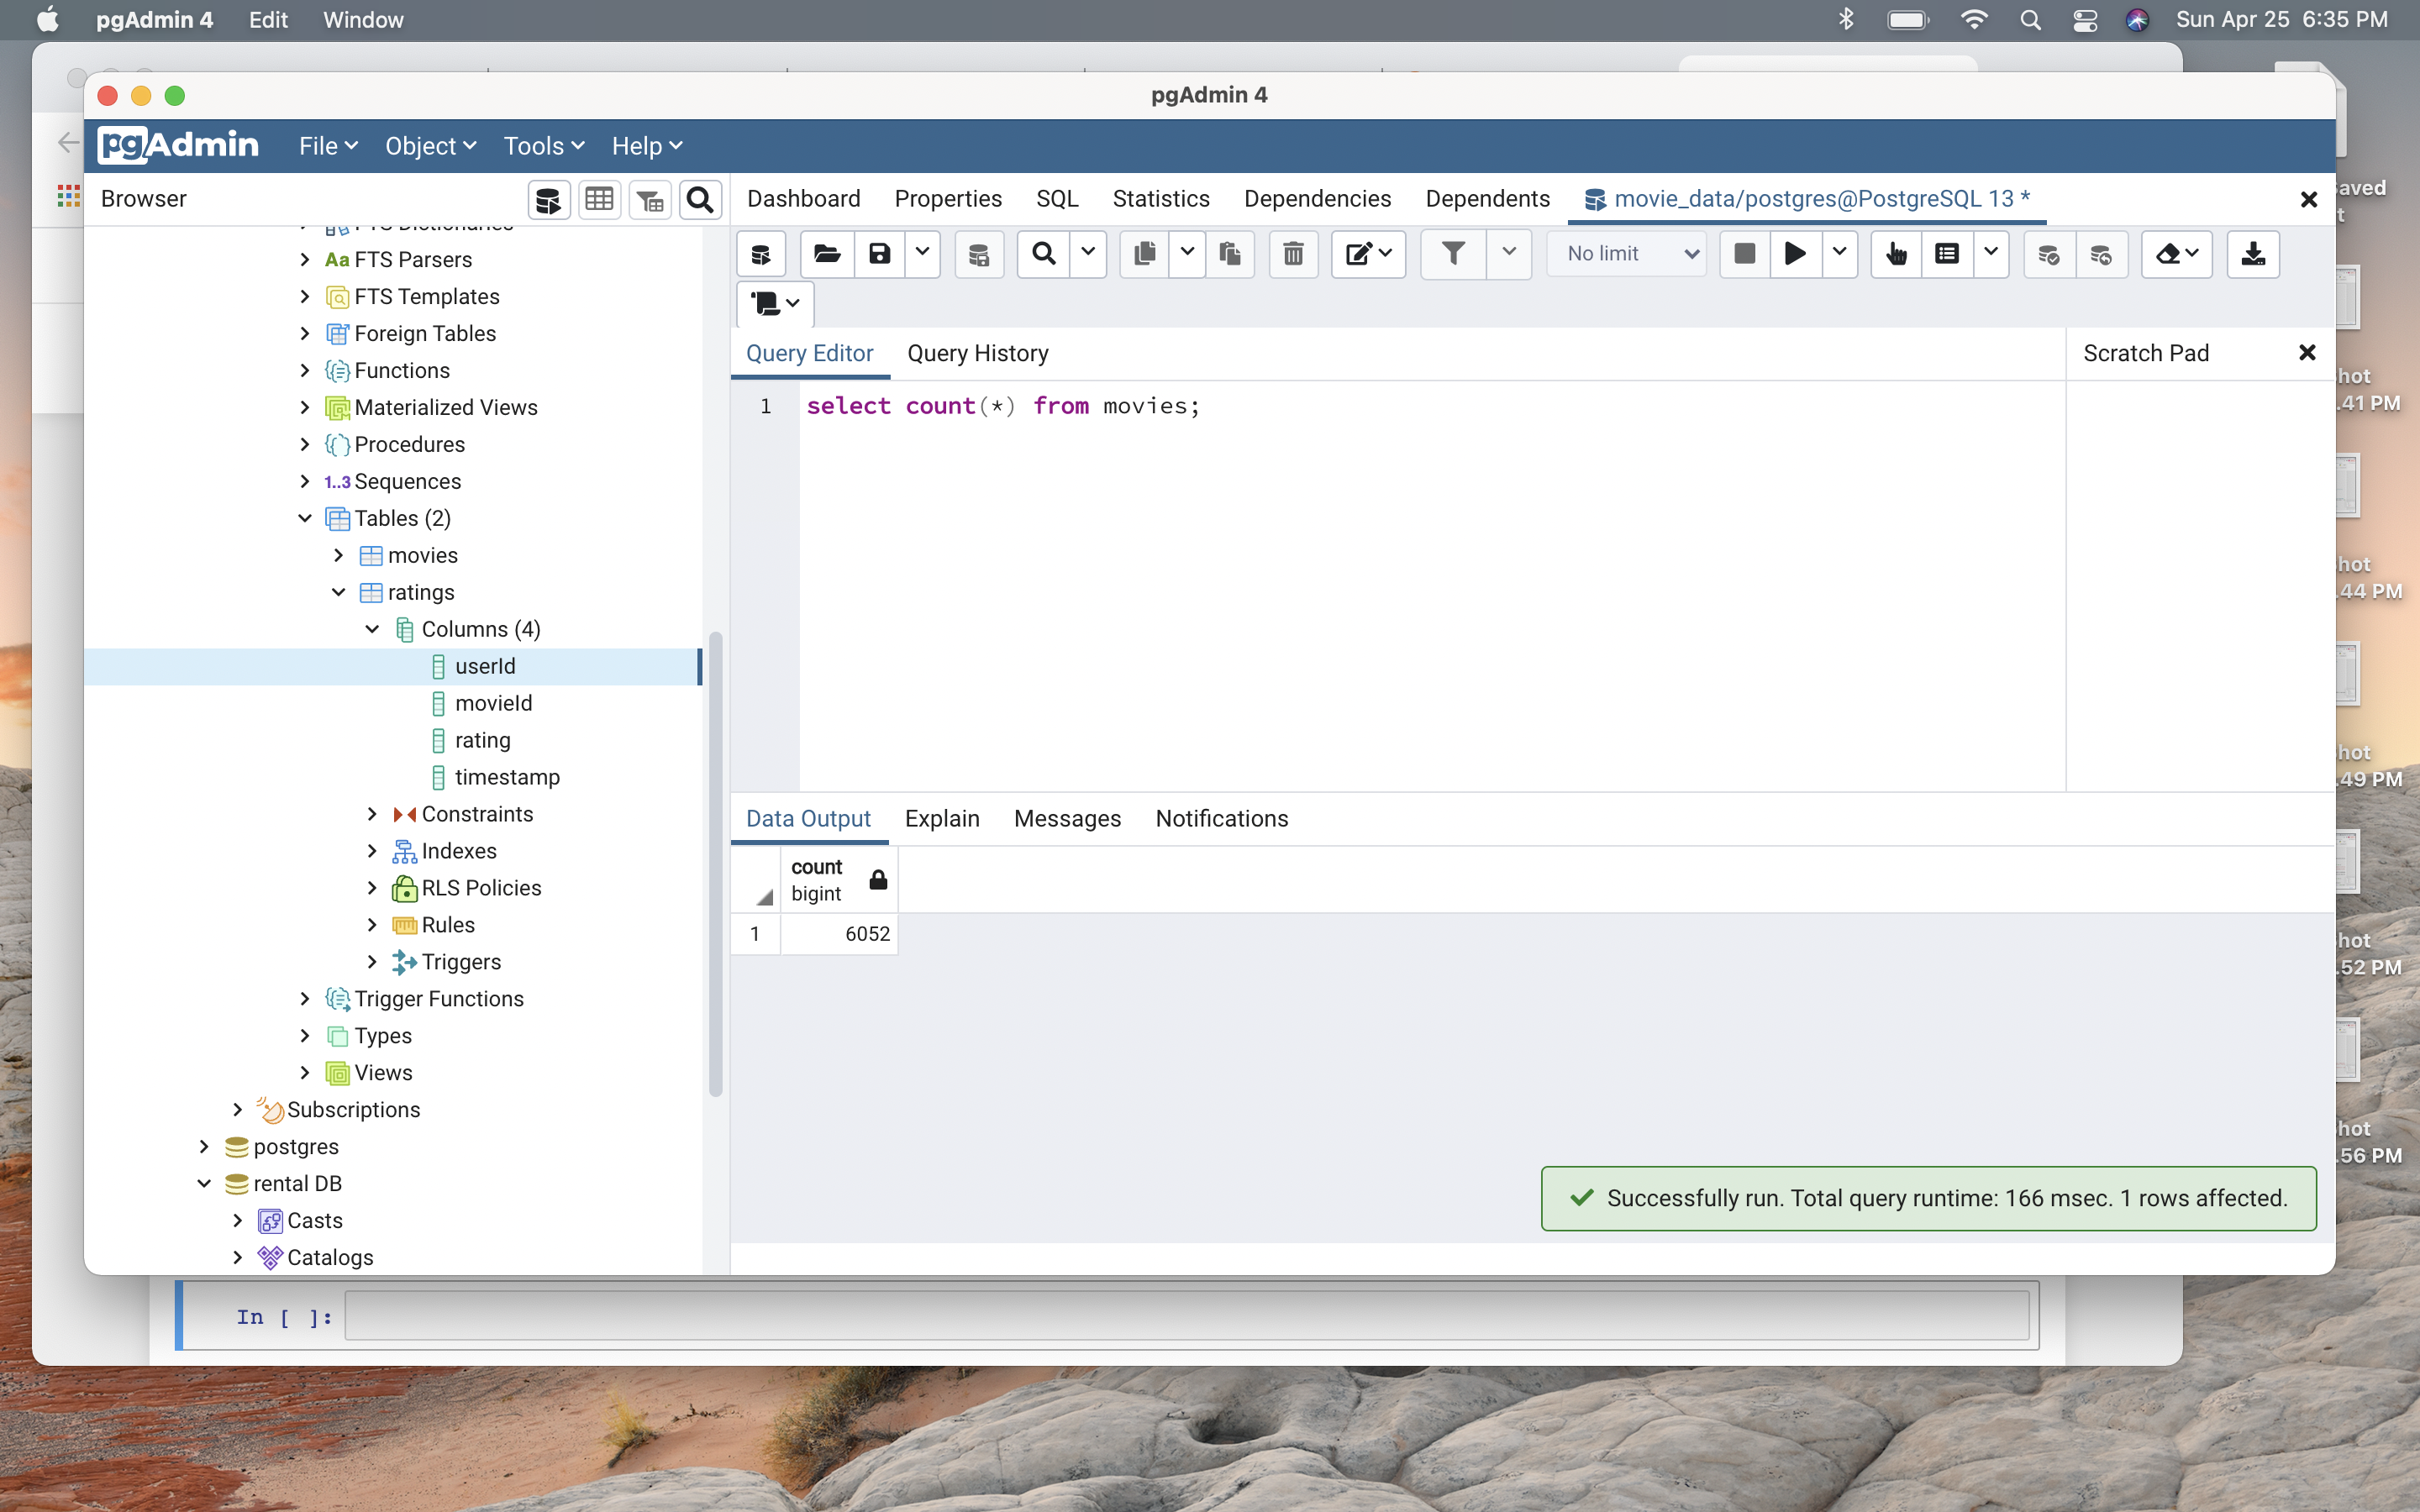 pgAdmin 4 Edit Window Sun Apr 25 6:35 PM
pgAdmin 4
pgAdmin File Object Tools Help
Browser
Dashboard Properties SQL Statistics Dependencies Dependents movie_data/postgres@PostgreSQL 13 *
No limit
Aa FTS Parsers
FTS Templates
Foreign Tables
Functions
Materialized Views
Procedures
1..3 Sequences
Tables (2)
movies
ratings
Columns (4)
userId
movieId
rating
timestamp
Constraints
Indexes
RLS Policies
Rules
Triggers
Trigger Functions
Types
Views
Subscriptions
postgres
rental DB
Casts
Catalogs
Query Editor Query History
Scratch Pad
1 select count(*) from movies;
Data Output Explain Messages Notifications
count
bigint
1 6052
Successfully run. Total query runtime: 166 msec. 1 rows affected.
In [ ]:
aved
t
hot
.41 PM
hot
.44 PM
hot
.49 PM
hot
.52 PM
hot
.56 PM